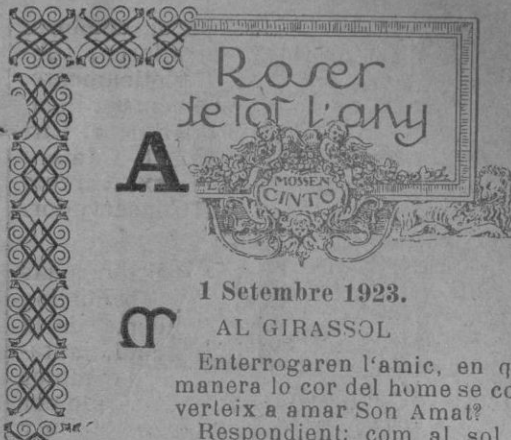 Roser
de tot l'any
A
MOSSEN
CINTO
1 Setembre 1923.
m
AL GIRASSOL
Enterrogaren l'amic, en q
manera lo cor del home se co
verteix a amar Son Amat?
Respondient: com al sol